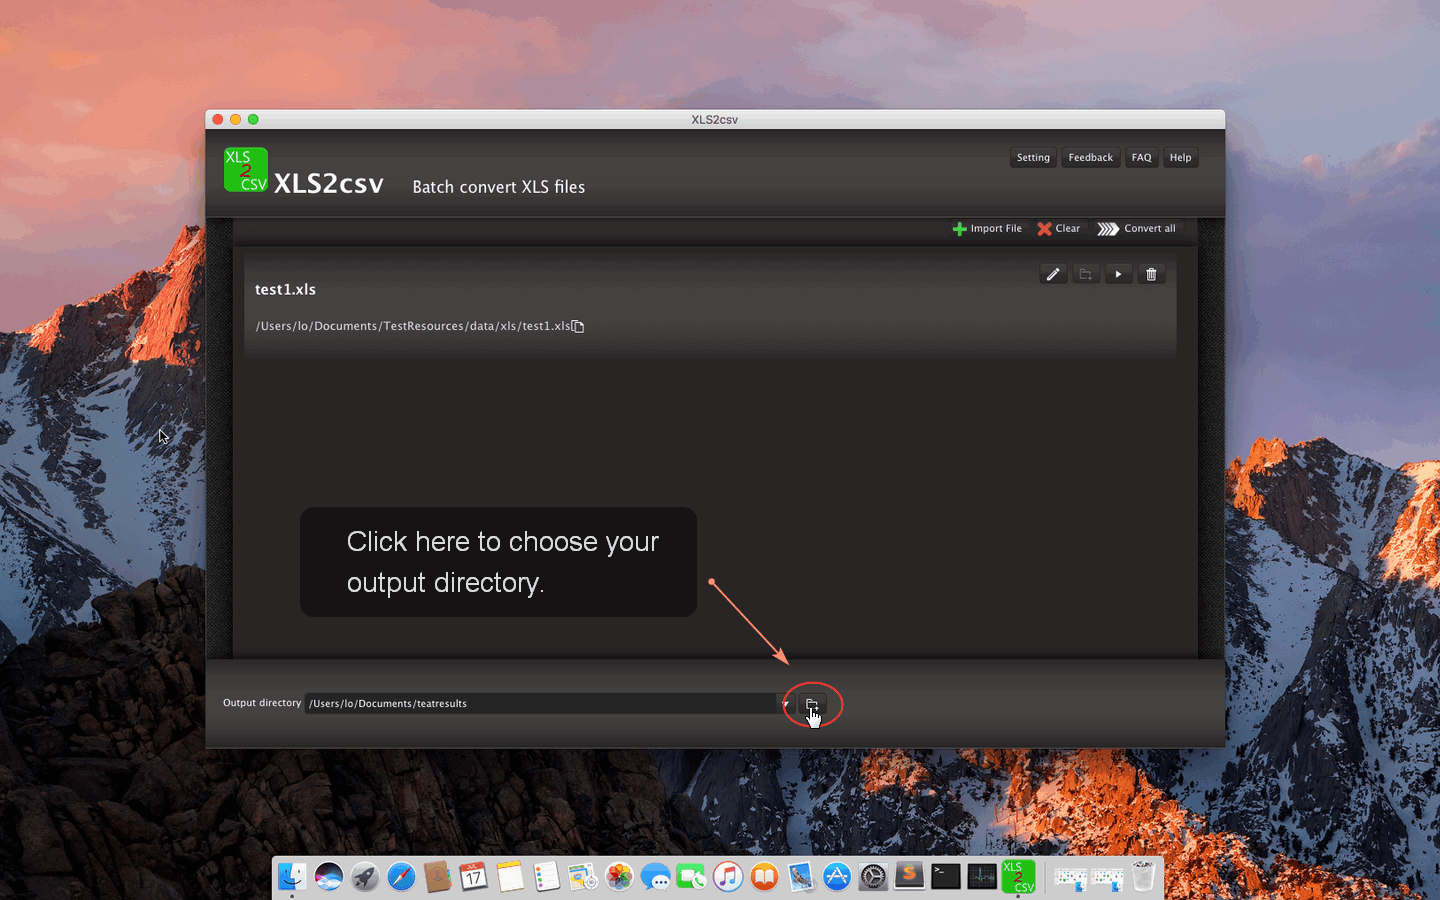 XLS2csv
XLS
2
CSV
XLS2csv
Batch convert XLS files
Setting
Feedback
FAQ
Help
Import File
Clear
Convert all
test1.xls
/Users/lo/Documents/TestResources/data/xls/test1.xls
Click here to choose your
output directory.
Output directory
/Users/lo/Documents/teatresults
JUL
17
XLS
2
CSV